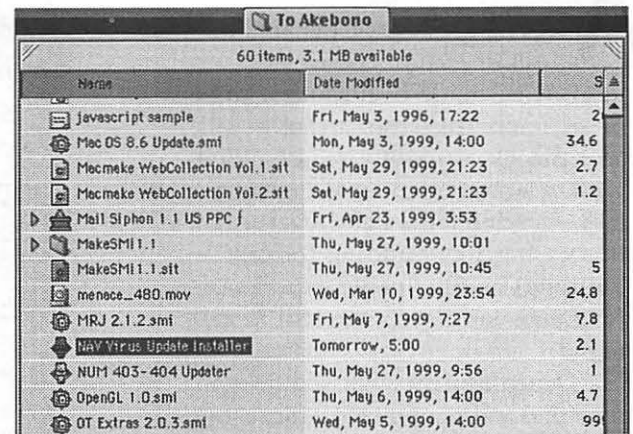 To Akebono
60 items, 3.1 MB available
Name Date Modified S
javascript sample Fri, May 3, 1996, 17:22 2
Mac OS 8.6 Update.smi Mon, May 3, 1999, 14:00 34.6
Macmake WebCollection Vol.1.sit Sat, May 29, 1999, 21:23 2.7
Macmake WebCollection Vol.2.sit Sat, May 29, 1999, 21:23 1.2
Mail Siphon 1.1 US PPC ƒ Fri, Apr 23, 1999, 3:53
MakeSMI 1.1 Thu, May 27, 1999, 10:01
MakeSMI 1.1.sit Thu, May 27, 1999, 10:45 5
menace_480.mov Wed, Mar 10, 1999, 23:54 24.8
MRJ 2.1.2.smi Fri, May 7, 1999, 7:27 7.8
NAV Virus Update Installer Tomorrow, 5:00 2.1
NUM 403-404 Updater Thu, May 27, 1999, 9:56 1
OpenGL 1.0.smi Thu, May 6, 1999, 14:00 4.7
OT Extras 2.0.3.smi Wed, May 5, 1999, 14:00 99